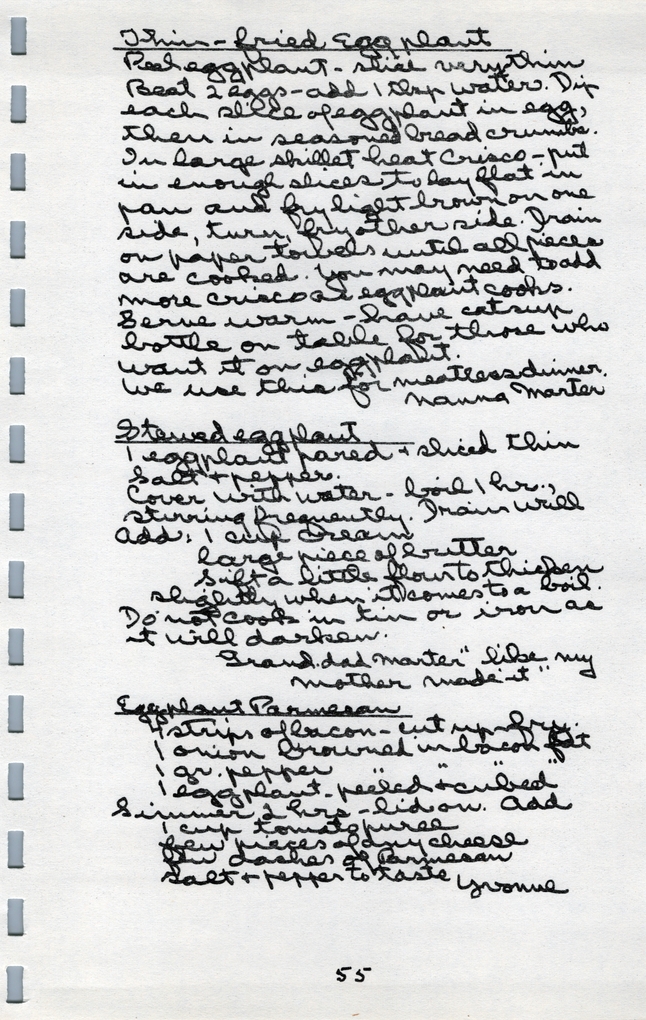 Thin-fried Eggplant
Peel eggplant - slice very thin
Beat 2 eggs - add 1 tbsp water. Dip
each slice of eggplant in egg,
then in seasoned bread crumbs.
In large skillet heat Crisco - put
in enough slices to lay flat in
pan and fry light brown on one
side, turn, fry other side. Drain
on paper towels until all pieces
are cooked. You may need to add
more crisco as eggplant cooks.
Serve warm - have catsup
bottle on table for those who
want it on eggplant.
We use this for meatless dinner.
Nanna Marter
Stewed eggplant
1 eggplant pared + sliced thin
Salt + pepper.
Cover with water - boil 1 hr.,
stirring frequently. Drain well
Add: 1 cup cream
large piece of butter
Sift a little flour to thicken
slightly when it comes to a boil.
Do not cook in tin or iron as
it will darken.
Grand.dad Marter "like my
mother made it"
Eggplant Parmesan
4 strips of bacon - cut up - fry.
1 onion browned in bacon fat
1 gr. pepper " " " "
1 eggplant - peeled + cubed
Simmer 2 hrs - lid on. Add
1 cup tomato puree
few pieces of any cheese
few dashes of Parmesan
Salt + pepper to taste Yvonne
55